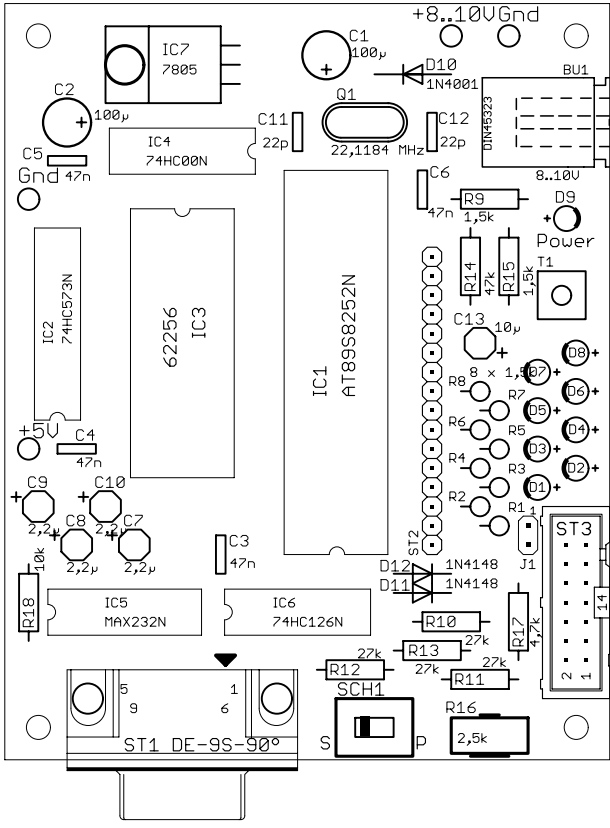 +8..10V Gnd
IC7
7805
C1
100µ
D10
1N4001
BU1
DIN45323
8..10V
C2
100µ
Q1
22,1184 MHz
C11
22p
C12
22p
IC4
74HC00N
C5
47n
Gnd
C6
47n
R9
1,5k
D9
Power
IC2
74HC573N
62256
IC3
IC1
AT89S8252N
R14
47k
R15
1,5k
T1
C13
10µ
8 x 1,5
D7
D8
R8
R7
D5
D6
R6
R5
D3
D4
R4
R3
D1
D2
R2
R1
+5V
C4
47n
C9
2,2µ
C10
2,2µ
C8
2,2µ
C7
2,2µ
10k
R18
C3
47n
ST2
1
J1
ST3
14
2
1
D12
1N4148
D11
1N4148
IC5
MAX232N
IC6
74HC126N
R10
27k
R17
4,7k
R13
27k
27k
R12
27k
R11
SCH1
S
P
R16
2,5k
5
9
1
6
ST1 DE-9S-90°